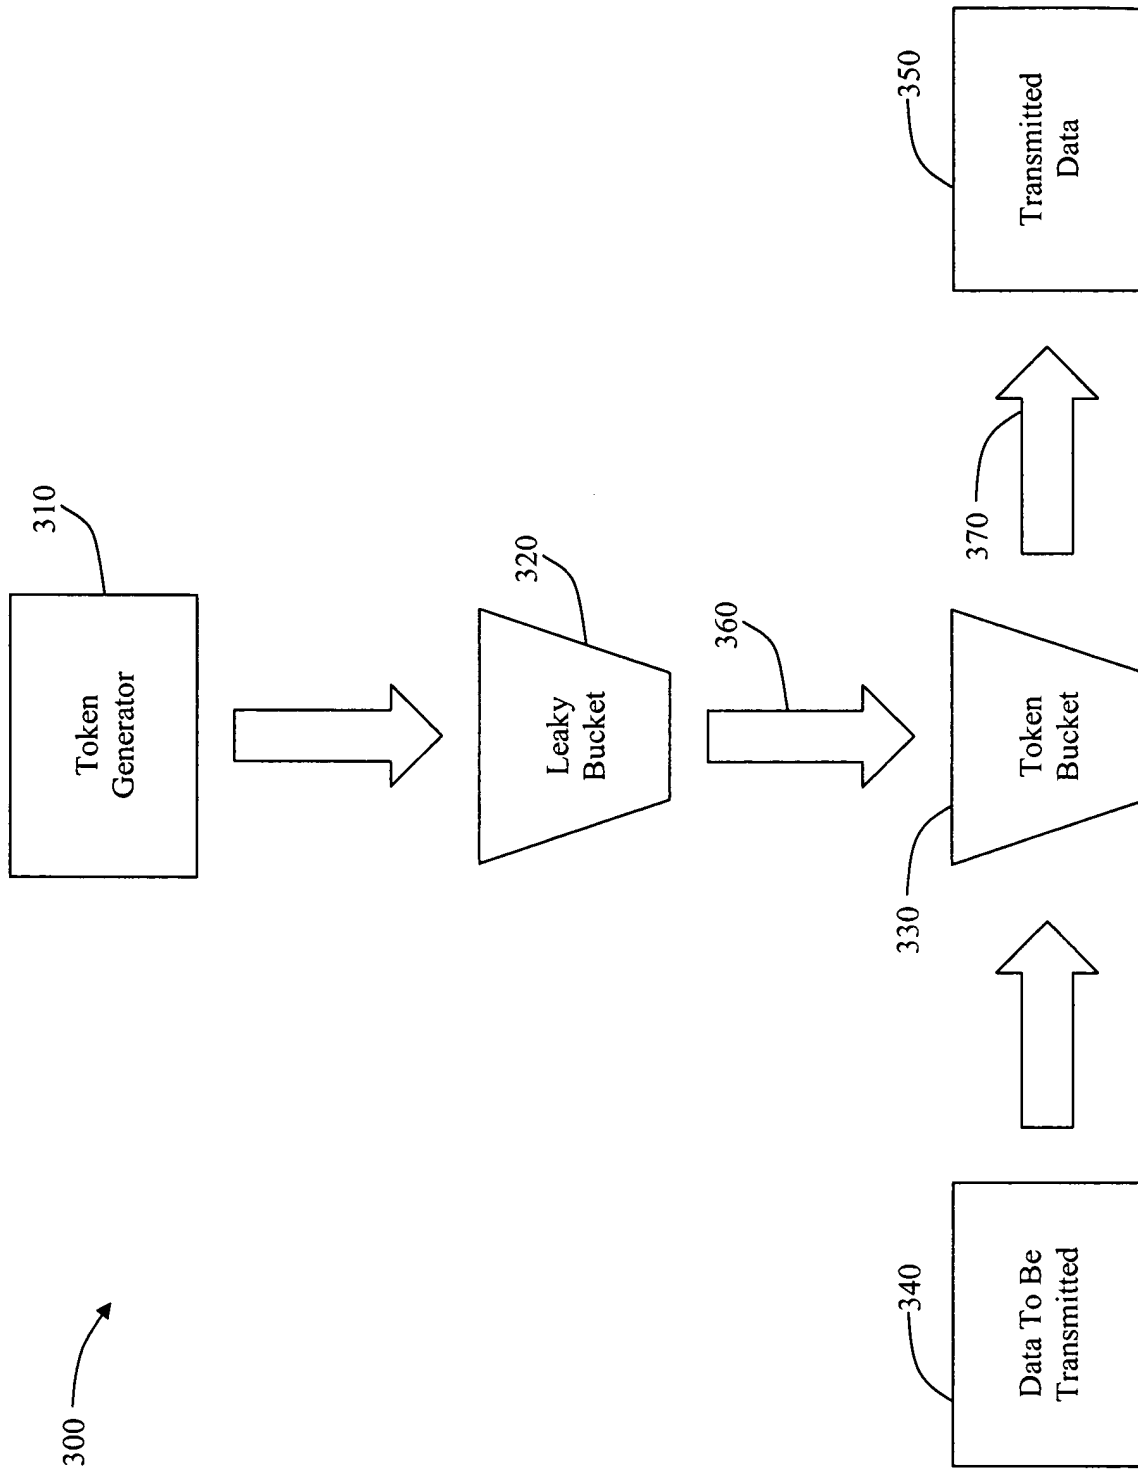 300
310
Token
Generator
320
Leaky
Bucket
360
340
330
350
370
Data To Be
Transmitted
Token
Bucket
Transmitted
Data